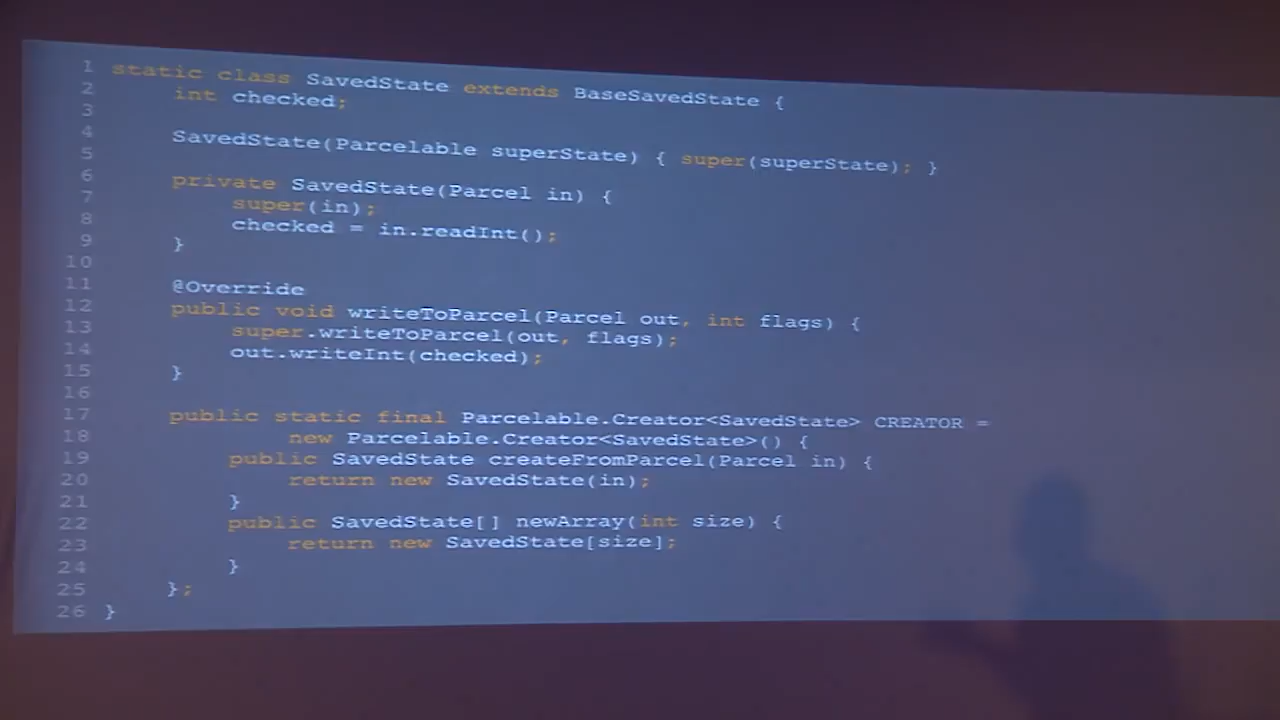 1 static class SavedState extends BaseSavedState {
2 int checked;
3
4 SavedState(Parcelable superState) { super(superState); }
5
6 private SavedState(Parcel in) {
7 super(in);
8 checked = in.readInt();
9 }
10
11 @Override
12 public void writeToParcel(Parcel out, int flags) {
13 super.writeToParcel(out, flags);
14 out.writeInt(checked);
15 }
16
17 public static final Parcelable.Creator<SavedState> CREATOR =
18 new Parcelable.Creator<SavedState>() {
19 public SavedState createFromParcel(Parcel in) {
20 return new SavedState(in);
21 }
22 public SavedState[] newArray(int size) {
23 return new SavedState[size];
24 }
25 };
26 }